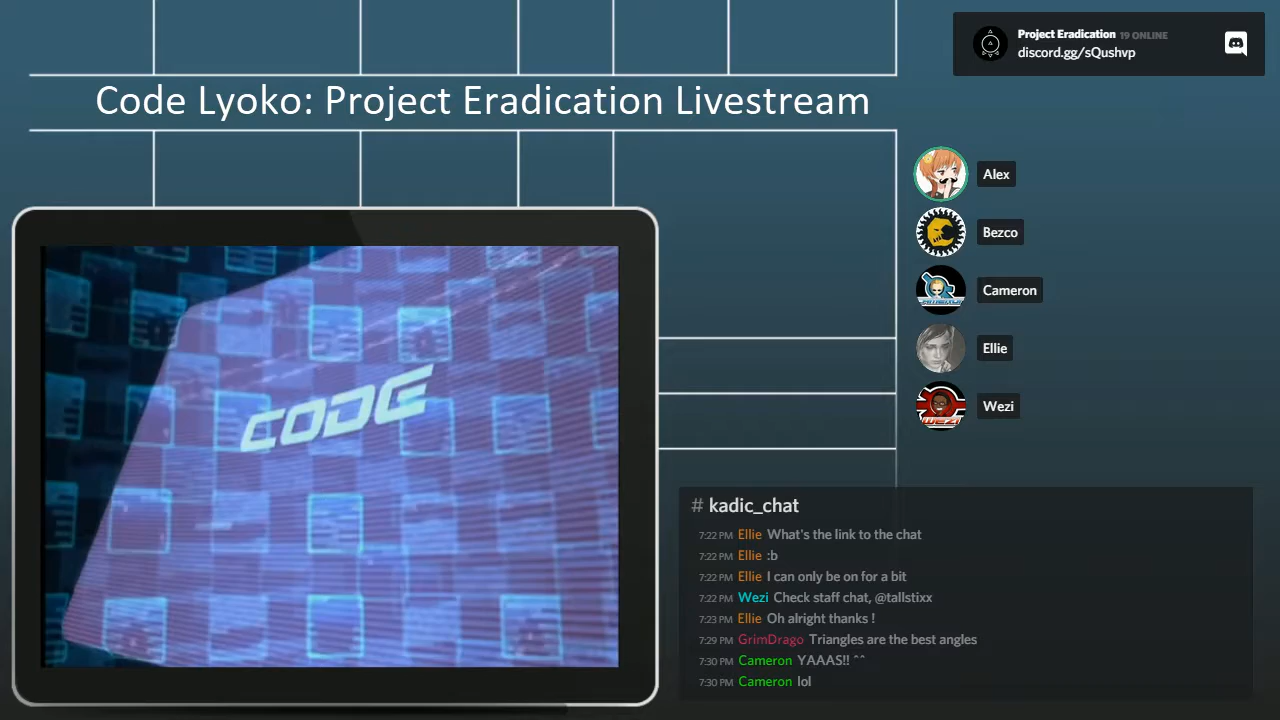 Project Eradication 19 ONLINE
discord.gg/sQushvp
Code Lyoko: Project Eradication Livestream
Alex
Bezco
Cameron
Ellie
Wezi
WEZI
CODE
# kadic_chat
7:22 PM Ellie What's the link to the chat
7:22 PM Ellie :b
7:22 PM Ellie I can only be on for a bit
7:22 PM Wezi Check staff chat, @tallstixx
7:23 PM Ellie Oh alright thanks !
7:29 PM GrimDrago Triangles are the best angles
7:30 PM Cameron YAAAS!! ^^
7:30 PM Cameron lol